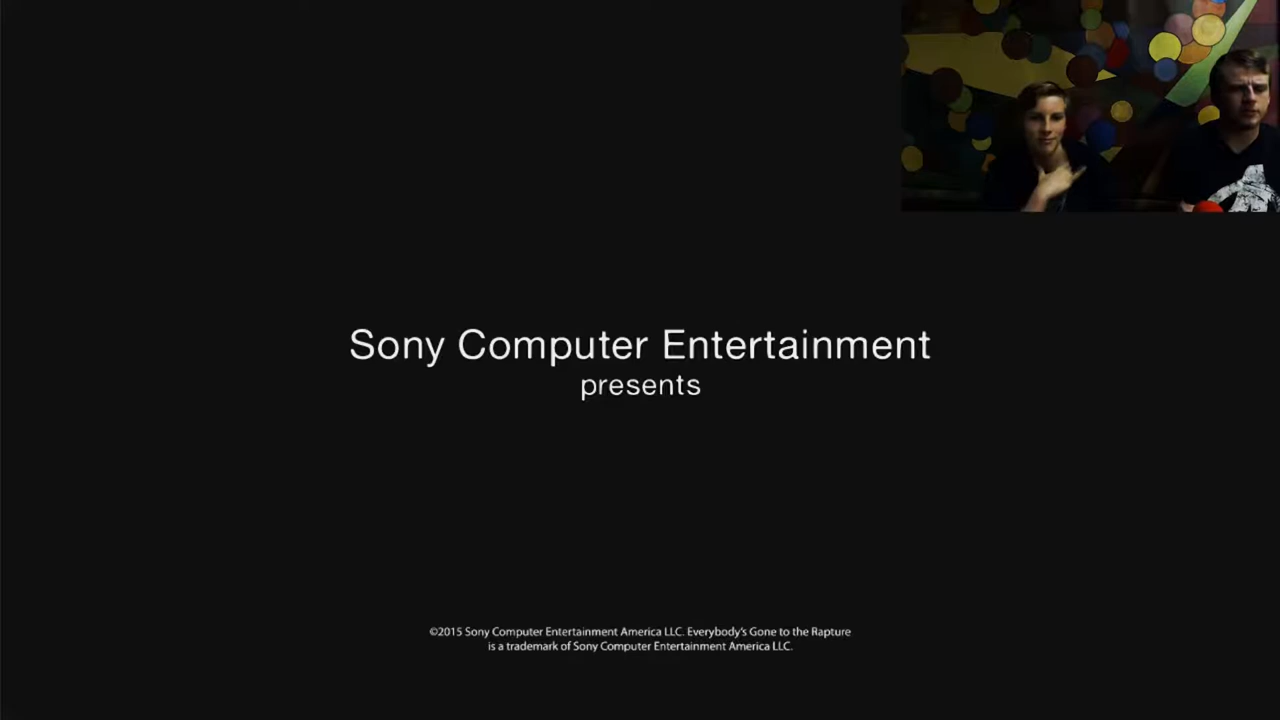 Sony Computer Entertainment
presents
©2015 Sony Computer Entertainment America LLC. Everybody's Gone to the Rapture
is a trademark of Sony Computer Entertainment America LLC.